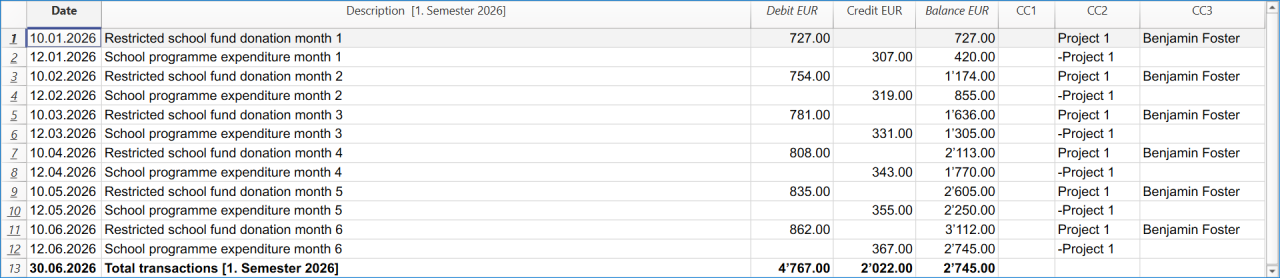 Date Description [1. Semester 2026] Debit EUR Credit EUR Balance EUR CC1 CC2 CC3
1 10.01.2026 Restricted school fund donation month 1 727.00 727.00 Project 1 Benjamin Foster
2 12.01.2026 School programme expenditure month 1 307.00 420.00 -Project 1
3 10.02.2026 Restricted school fund donation month 2 754.00 1’174.00 Project 1 Benjamin Foster
4 12.02.2026 School programme expenditure month 2 319.00 855.00 -Project 1
5 10.03.2026 Restricted school fund donation month 3 781.00 1’636.00 Project 1 Benjamin Foster
6 12.03.2026 School programme expenditure month 3 331.00 1’305.00 -Project 1
7 10.04.2026 Restricted school fund donation month 4 808.00 2’113.00 Project 1 Benjamin Foster
8 12.04.2026 School programme expenditure month 4 343.00 1’770.00 -Project 1
9 10.05.2026 Restricted school fund donation month 5 835.00 2’605.00 Project 1 Benjamin Foster
10 12.05.2026 School programme expenditure month 5 355.00 2’250.00 -Project 1
11 10.06.2026 Restricted school fund donation month 6 862.00 3’112.00 Project 1 Benjamin Foster
12 12.06.2026 School programme expenditure month 6 367.00 2’745.00 -Project 1
13 30.06.2026 Total transactions [1. Semester 2026] 4’767.00 2’022.00 2’745.00